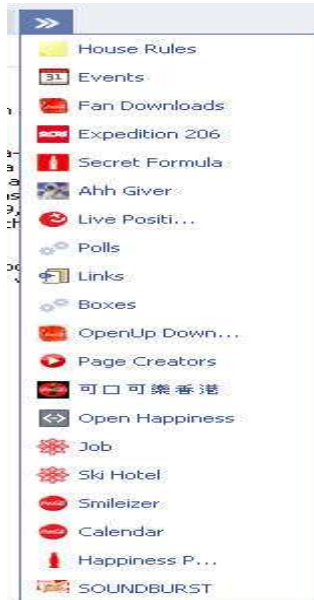 »
House Rules
31 Events
Fan Downloads
Expedition 206
Secret Formula
Ahh Giver
Live Positi...
Polls
Links
Boxes
OpenUp Down...
Page Creators
可口可樂香港
Open Happiness
Job
Ski Hotel
Smileizer
Calendar
Happiness P...
SOUNDBURST